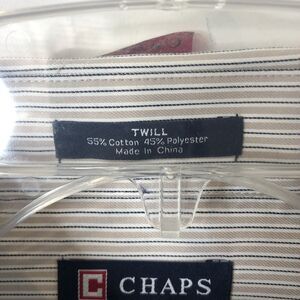 TWILL
55% Cotton 45% Polyester
Made in China
C CHAPS